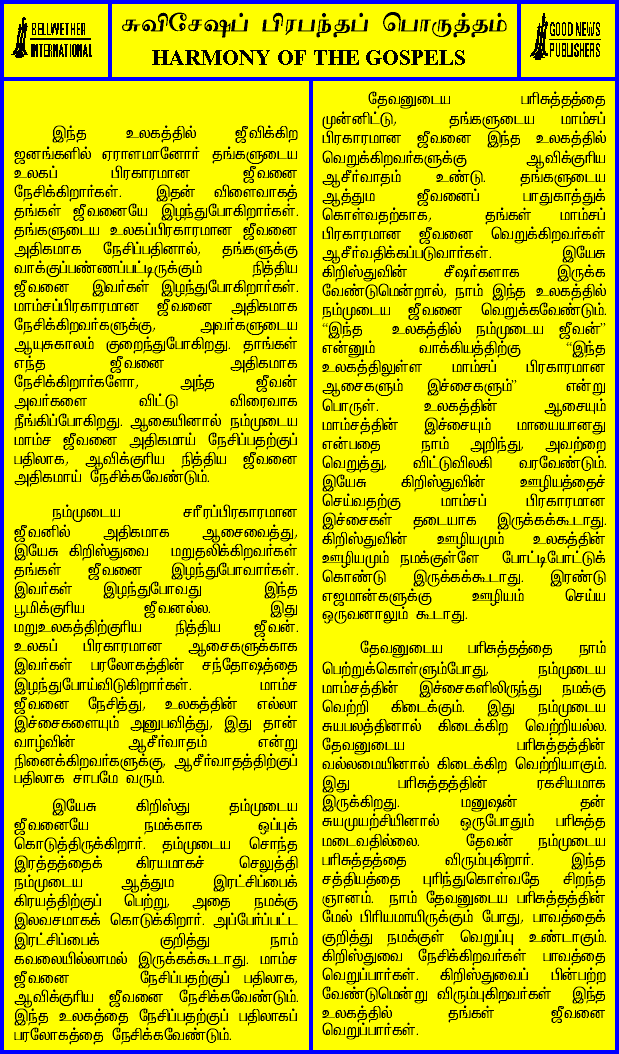 BELLWETHER
INTERNATIONAL
சுவிசேஷப் பிரபந்தப் பொருத்தம்
HARMONY OF THE GOSPELS
GOOD NEWS
PUBLISHERS
இந்த உலகத்தில் ஜீவிக்கிற
ஜனங்களில் ஏராளமானோர் தங்களுடைய
உலகப் பிரகாரமான ஜீவனை
நேசிக்கிறார்கள். இதன் விளைவாகத்
தங்கள் ஜீவனையே இழந்துபோகிறார்கள்.
தங்களுடைய உலகப்பிரகாரமான ஜீவனை
அதிகமாக நேசிப்பதினால், தங்களுக்கு
வாக்குப்பண்ணப்பட்டிருக்கும் நித்திய
ஜீவனை இவர்கள் இழந்துபோகிறார்கள்.
மாம்சப்பிரகாரமான ஜீவனை அதிகமாக
நேசிக்கிறவர்களுக்கு, அவர்களுடைய
ஆயுசுகாலம் குறைந்துபோகிறது. தாங்கள்
எந்த ஜீவனை அதிகமாக
நேசிக்கிறார்களோ, அந்த ஜீவன்
அவர்களை விட்டு விரைவாக
நீங்கிப்போகிறது. ஆகையினால் நம்முடைய
மாம்ச ஜீவனை அதிகமாய் நேசிப்பதற்குப்
பதிலாக, ஆவிக்குரிய நித்திய ஜீவனை
அதிகமாய் நேசிக்கவேண்டும்.
நம்முடைய சரீரப்பிரகாரமான
ஜீவனில் அதிகமாக ஆசைவைத்து,
இயேசு கிறிஸ்துவை மறுதலிக்கிறவர்கள்
தங்கள் ஜீவனை இழந்துபோவார்கள்.
இவர்கள் இழந்துபோவது இந்த
பூமிக்குரிய ஜீவனல்ல. இது
மறுஉலகத்திற்குரிய நித்திய ஜீவன்.
உலகப் பிரகாரமான ஆசைகளுக்காக
இவர்கள் பரலோகத்தின் சந்தோஷத்தை
இழந்துபோய்விடுகிறார்கள். மாம்ச
ஜீவனை நேசித்து, உலகத்தின் எல்லா
இச்சைகளையும் அனுபவித்து, இது தான்
வாழ்வின் ஆசீர்வாதம் என்று
நினைக்கிறவர்களுக்கு, ஆசீர்வாதத்திற்குப்
பதிலாக சாபமே வரும்.
இயேசு கிறிஸ்து தம்முடைய
ஜீவனையே நமக்காக ஒப்புக்
கொடுத்திருக்கிறார். தம்முடைய சொந்த
இரத்தத்தைக் கிரயமாகச் செலுத்தி
நம்முடைய ஆத்தும இரட்சிப்பைக்
கிரயத்திற்குப் பெற்று, அதை நமக்கு
இலவசமாகக் கொடுக்கிறார். அப்பேர்ப்பட்ட
இரட்சிப்பைக் குறித்து நாம்
கவலையில்லாமல் இருக்கக்கூடாது. மாம்ச
ஜீவனை நேசிப்பதற்குப் பதிலாக,
ஆவிக்குரிய ஜீவனை நேசிக்கவேண்டும்.
இந்த உலகத்தை நேசிப்பதற்குப் பதிலாகப்
பரலோகத்தை நேசிக்கவேண்டும்.
தேவனுடைய பரிசுத்தத்தை
முன்னிட்டு, தங்களுடைய மாம்சப்
பிரகாரமான ஜீவனை இந்த உலகத்தில்
வெறுக்கிறவர்களுக்கு ஆவிக்குரிய
ஆசீர்வாதம் உண்டு. தங்களுடைய
ஆத்தும ஜீவனைப் பாதுகாத்துக்
கொள்வதற்காக, தங்கள் மாம்சப்
பிரகாரமான ஜீவனை வெறுக்கிறவர்கள்
ஆசீர்வதிக்கப்படுவார்கள். இயேசு
கிறிஸ்துவின் சீஷர்களாக இருக்க
வேண்டுமென்றால், நாம் இந்த உலகத்தில்
நம்முடைய ஜீவனை வெறுக்கவேண்டும்.
“இந்த உலகத்தில் நம்முடைய ஜீவன்”
என்னும் வாக்கியத்திற்கு “இந்த
உலகத்திலுள்ள மாம்சப் பிரகாரமான
ஆசைகளும் இச்சைகளும்” என்று
பொருள். உலகத்தின் ஆசையும்
மாம்சத்தின் இச்சையும் மாயையானது
என்பதை நாம் அறிந்து, அவற்றை
வெறுத்து, விட்டுவிலகி வரவேண்டும்.
இயேசு கிறிஸ்துவின் ஊழியத்தைச்
செய்வதற்கு மாம்சப் பிரகாரமான
இச்சைகள் தடையாக இருக்கக்கூடாது.
கிறிஸ்துவின் ஊழியமும் உலகத்தின்
ஊழியமும் நமக்குள்ளே போட்டிபோட்டுக்
கொண்டு இருக்கக்கூடாது. இரண்டு
எஜமான்களுக்கு ஊழியம் செய்ய
ஒருவனாலும் கூடாது.
தேவனுடைய பரிசுத்தத்தை நாம்
பெற்றுக்கொள்ளும்போது, நம்முடைய
மாம்சத்தின் இச்சைகளிலிருந்து நமக்கு
வெற்றி கிடைக்கும். இது நம்முடைய
சுயபலத்தினால் கிடைக்கிற வெற்றியல்ல.
தேவனுடைய பரிசுத்தத்தின்
வல்லமையினால் கிடைக்கிற வெற்றியாகும்.
இது பரிசுத்தத்தின் ரகசியமாக
இருக்கிறது. மனுஷன் தன்
சுயமுயற்சியினால் ஒருபோதும் பரிசுத்த
மடைவதில்லை. தேவன் நம்முடைய
பரிசுத்தத்தை விரும்புகிறார். இந்த
சத்தியத்தை புரிந்துகொள்வதே சிறந்த
ஞானம். நாம் தேவனுடைய பரிசுத்தத்தின்
மேல் பிரியமாயிருக்கும் போது, பாவத்தைக்
குறித்து நமக்குள் வெறுப்பு உண்டாகும்.
கிறிஸ்துவை நேசிக்கிறவர்கள் பாவத்தை
வெறுப்பார்கள். கிறிஸ்துவைப் பின்பற்ற
வேண்டுமென்று விரும்புகிறவர்கள் இந்த
உலகத்தில் தங்கள் ஜீவனை
வெறுப்பார்கள்.